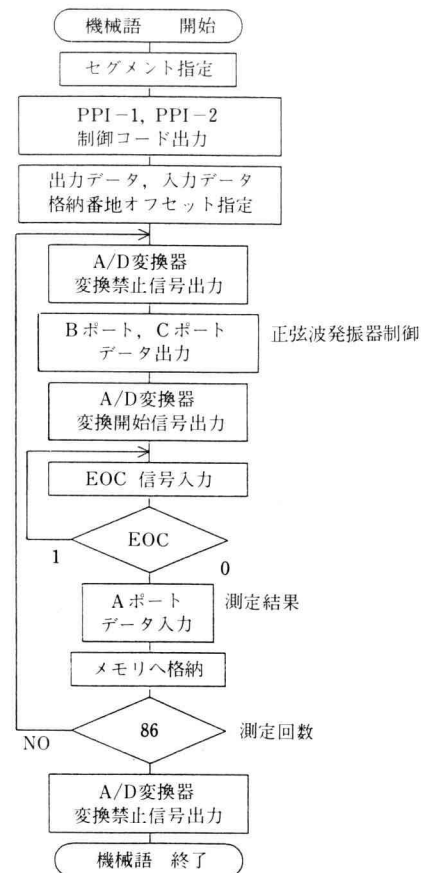 機械語 開始
セグメント指定
PPI-1, PPI-2
制御コード出力
出力データ, 入力データ
格納番地オフセット指定
A/D変換器
変換禁止信号出力
Bポート, Cポート
データ出力
正弦波発振器制御
A/D変換器
変換開始信号出力
EOC 信号入力
EOC
1
0
Aポート
データ入力
測定結果
メモリへ格納
86
測定回数
NO
A/D変換器
変換禁止信号出力
機械語 終了